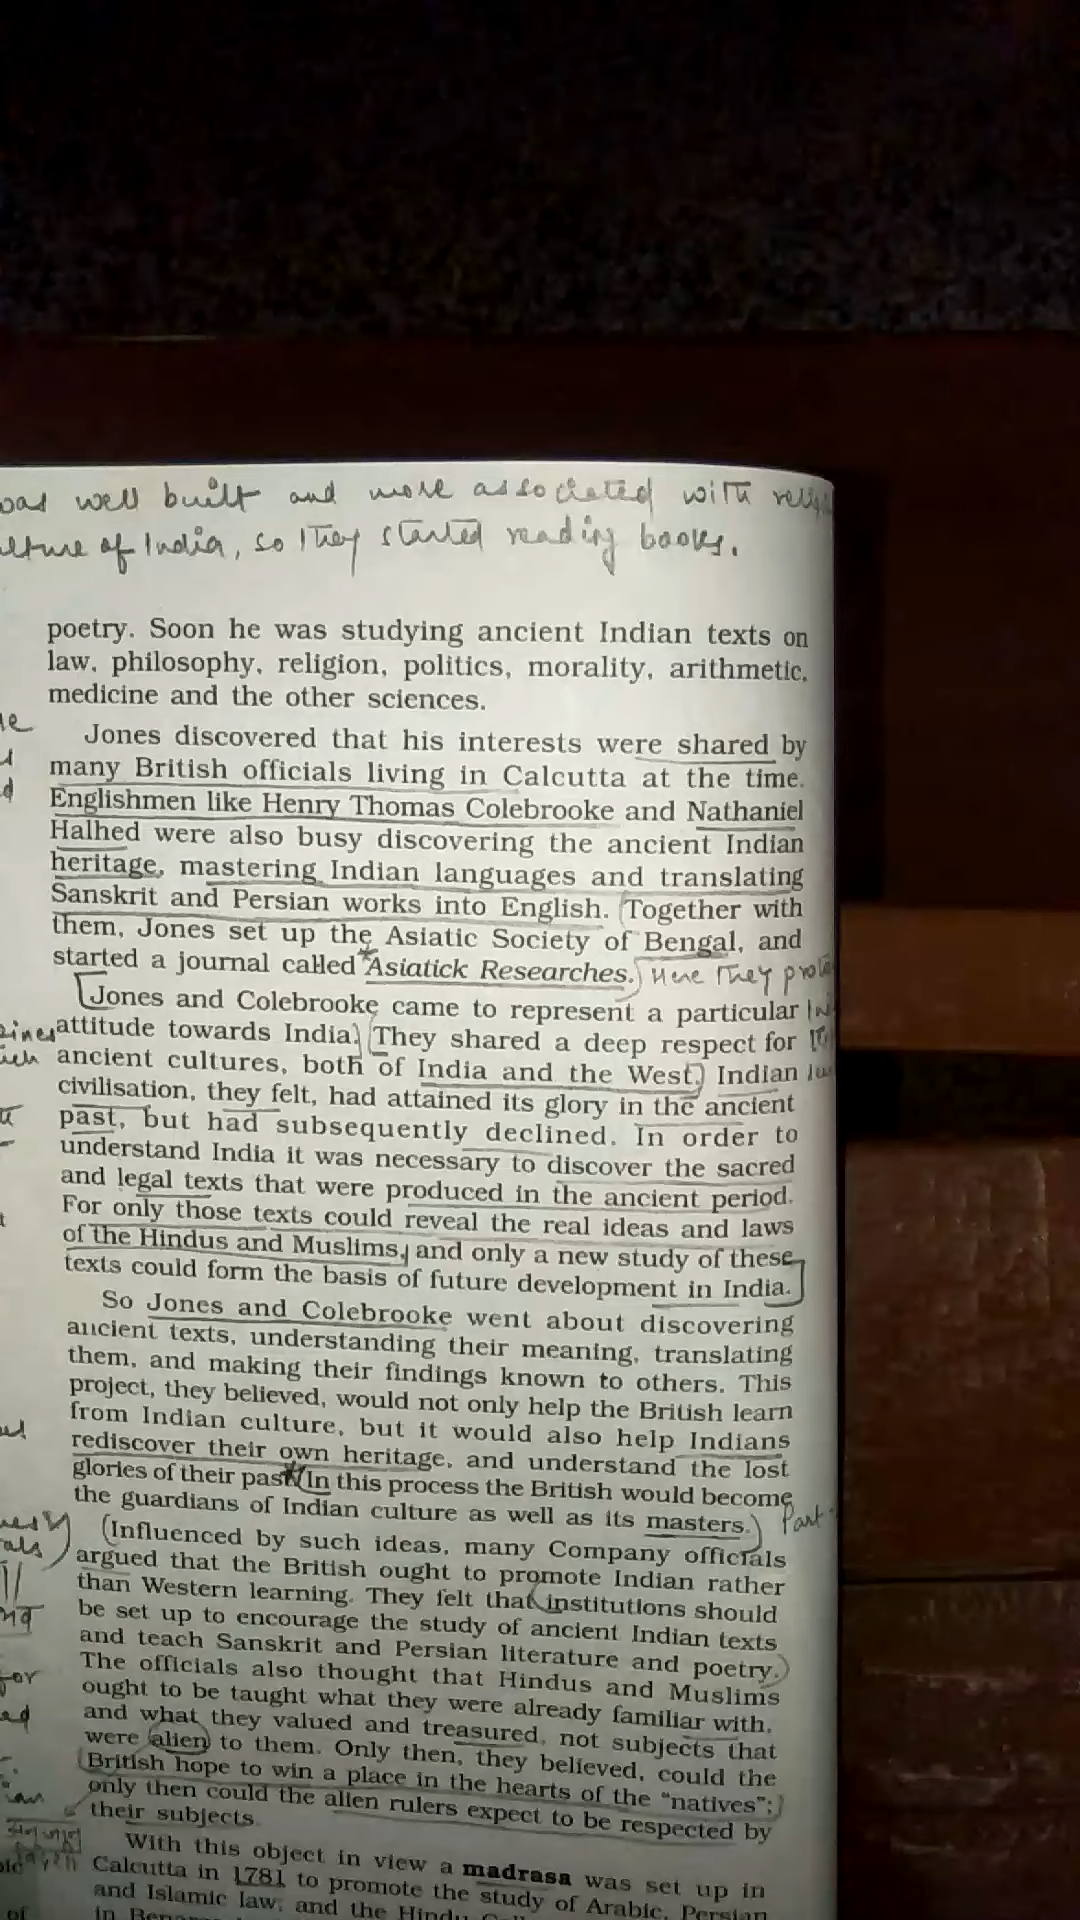 was well built and more associated with
of India, so they started reading books.
poetry. Soon he was studying ancient Indian texts on
law, philosophy, religion, politics, morality, arithmetic,
medicine and the other sciences.
Jones discovered that his interests were shared by
many British officials living in Calcutta at the time.
Englishmen like Henry Thomas Colebrooke and Nathaniel
Halhed were also busy discovering the ancient Indian
heritage, mastering Indian languages and translating
Sanskrit and Persian works into English. Together with
them, Jones set up the Asiatic Society of Bengal, and
started a journal called Asiatick Researches. Here they
Jones and Colebrooke came to represent a particular
attitude towards India. They shared a deep respect for
ancient cultures, both of India and the West. Indian
civilisation, they felt, had attained its glory in the ancient
past, but had subsequently declined. In order to
understand India it was necessary to discover the sacred
and legal texts that were produced in the ancient period.
For only those texts could reveal the real ideas and laws
of the Hindus and Muslims, and only a new study of these
texts could form the basis of future development in India.
So Jones and Colebrooke went about discovering
ancient texts, understanding their meaning, translating
them, and making their findings known to others. This
project, they believed, would not only help the British learn
from Indian culture, but it would also help Indians
rediscover their own heritage, and understand the lost
glories of their past. In this process the British would become
the guardians of Indian culture as well as its masters. Part
Influenced by such ideas, many Company officials
argued that the British ought to promote Indian rather
than Western learning. They felt that institutions should
be set up to encourage the study of ancient Indian texts
and teach Sanskrit and Persian literature and poetry.
The officials also thought that Hindus and Muslims
for ought to be taught what they were already familiar with,
and what they valued and treasured, not subjects that
were alien to them. Only then, they believed, could the
British hope to win a place in the hearts of the “natives”;
only then could the alien rulers expect to be respected by
their subjects.
With this object in view a madrasa was set up in
Calcutta in 1781 to promote the study of Arabic, Persian
and Islamic law; and the Hindu
in